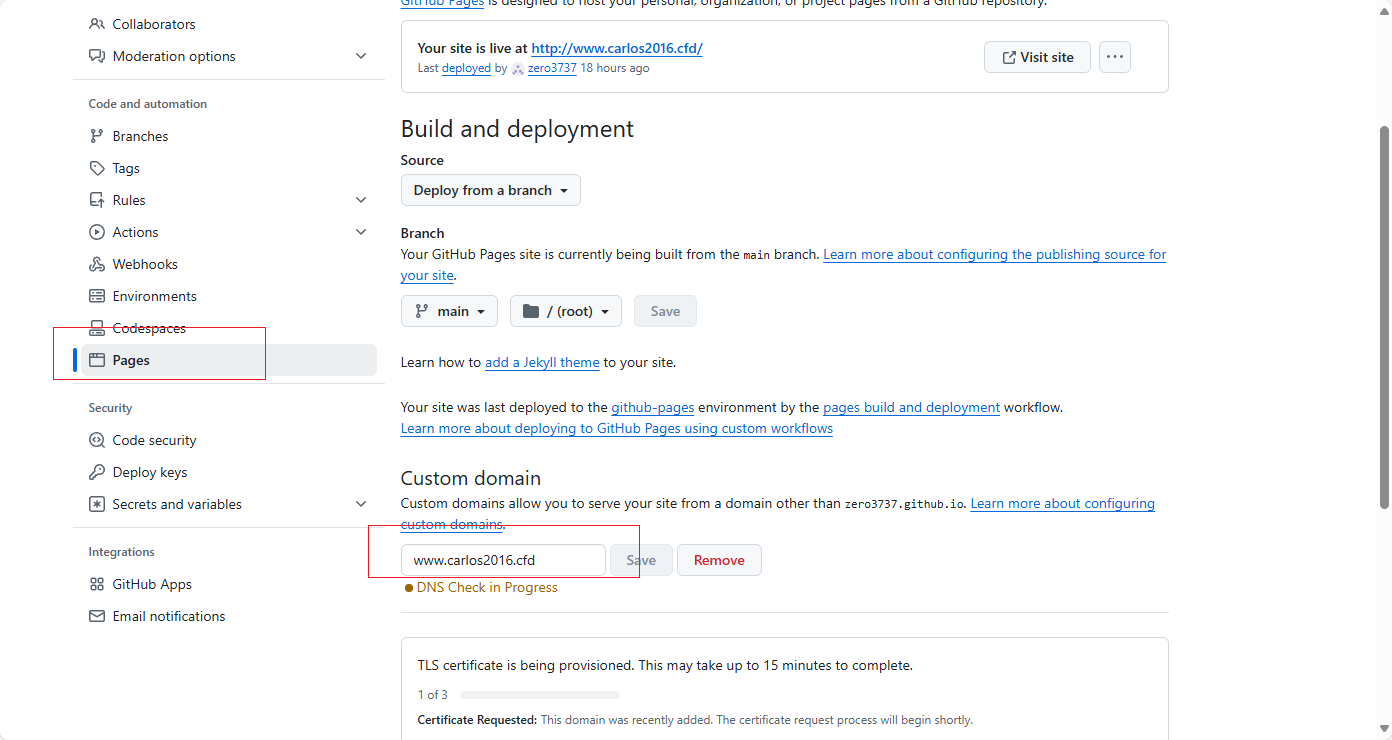 Collaborators
Moderation options
Code and automation
Branches
Tags
Rules
Actions
Webhooks
Environments
Codespaces
Pages
Security
Code security
Deploy keys
Secrets and variables
Integrations
GitHub Apps
Email notifications
GitHub Pages is designed to host your personal, organization, or project pages from a GitHub repository.
Your site is live at http://www.carlos2016.cfd/
Last deployed by zero3737 18 hours ago
Visit site
Build and deployment
Source
Deploy from a branch
Branch
Your GitHub Pages site is currently being built from the main branch. Learn more about configuring the publishing source for
your site.
main / (root) Save
Learn how to add a Jekyll theme to your site.
Your site was last deployed to the github-pages environment by the pages build and deployment workflow.
Learn more about deploying to GitHub Pages using custom workflows
Custom domain
Custom domains allow you to serve your site from a domain other than zero3737.github.io. Learn more about configuring
custom domains.
www.carlos2016.cfd Save Remove
DNS Check in Progress
TLS certificate is being provisioned. This may take up to 15 minutes to complete.
1 of 3
Certificate Requested: This domain was recently added. The certificate request process will begin shortly.